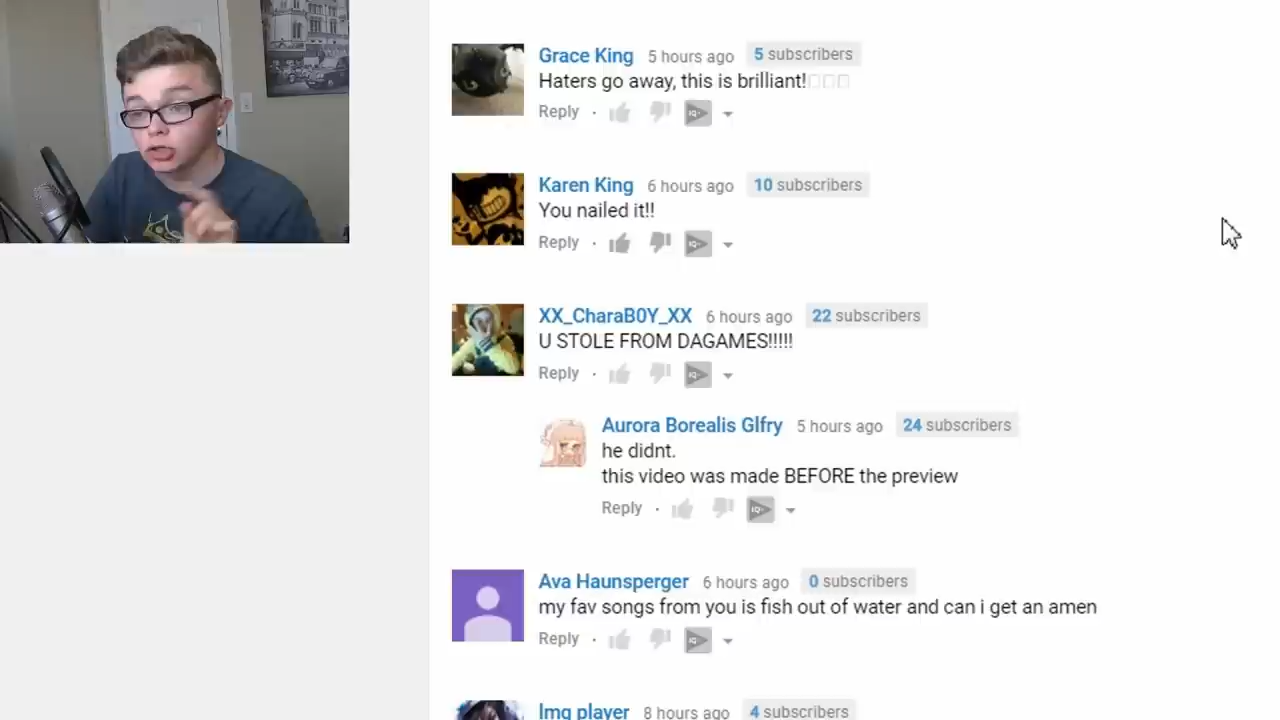 Grace King 5 hours ago 5 subscribers
Haters go away, this is brilliant!
Reply
Karen King 6 hours ago 10 subscribers
You nailed it!!
Reply
XX_CharaB0Y_XX 6 hours ago 22 subscribers
U STOLE FROM DAGAMES!!!!!
Reply
Aurora Borealis Glfry 5 hours ago 24 subscribers
he didnt.
this video was made BEFORE the preview
Reply
Ava Haunsperger 6 hours ago 0 subscribers
my fav songs from you is fish out of water and can i get an amen
Reply
player 8 hours ago 4 subscribers